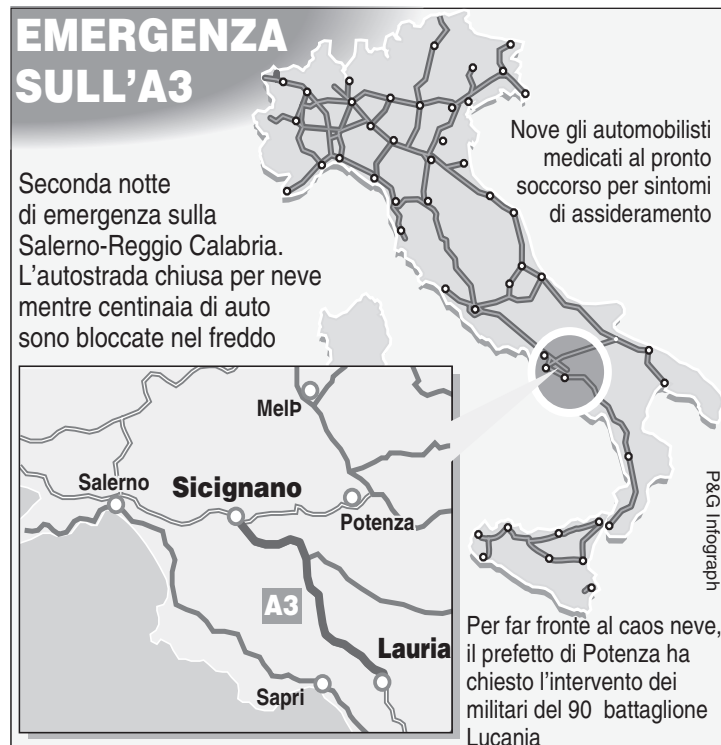 EMERGENZA
SULL'A3
Seconda notte
di emergenza sulla
Salerno-Reggio Calabria.
L'autostrada chiusa per neve
mentre centinaia di auto
sono bloccate nel freddo
Nove gli automobilisti
medicati al pronto
soccorso per sintomi
di assideramento
MelÞ
Salerno
Sicignano
Potenza
A3
Lauria
Sapri
P&G Infograph
Per far fronte al caos neve,
il prefetto di Potenza ha
chiesto l'intervento dei
militari del 90 battaglione
Lucania